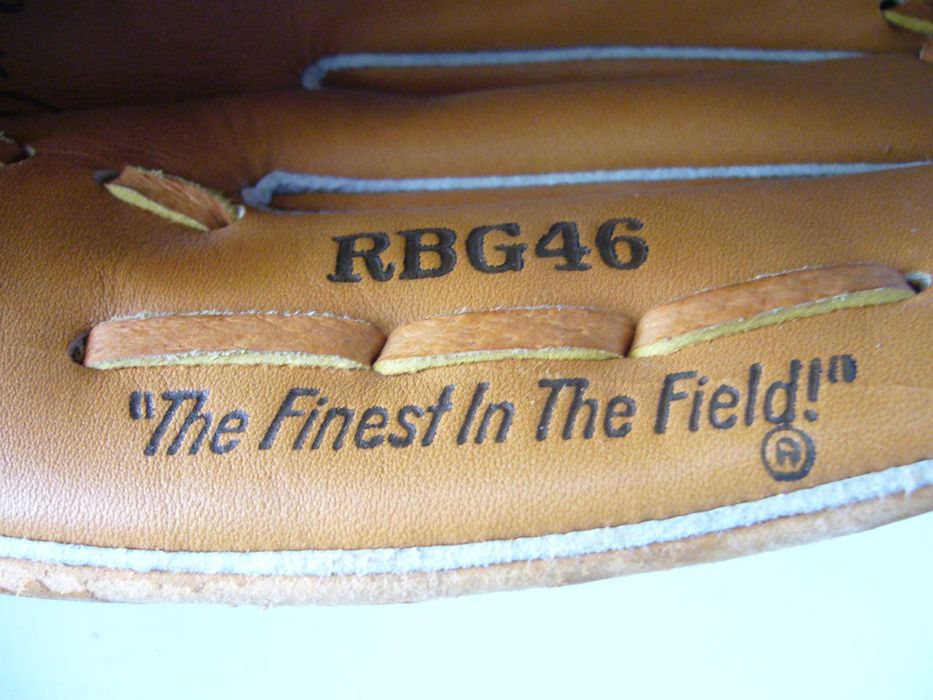 RBG46
"The Finest In The Field!"
®